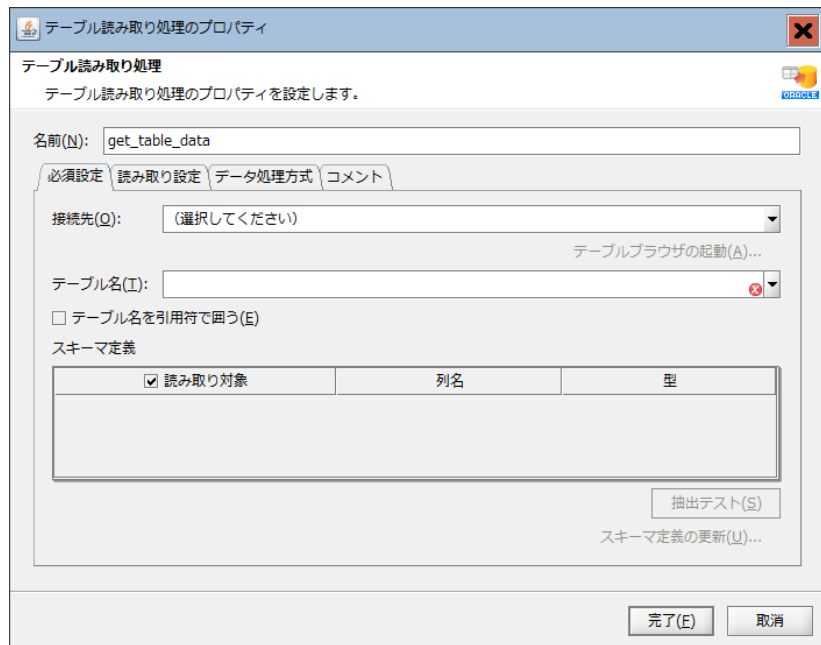 テーブル読み取り処理のプロパティ
テーブル読み取り処理
テーブル読み取り処理のプロパティを設定します。
ORACLE
名前(N): get_table_data
必須設定 読み取り設定 データ処理方式 コメント
接続先(O): (選択してください)
テーブルブラウザの起動(A)...
テーブル名(T):
テーブル名を引用符で囲う(E)
スキーマ定義
読み取り対象 列名 型
抽出テスト(S)
スキーマ定義の更新(U)...
完了(F) 取消